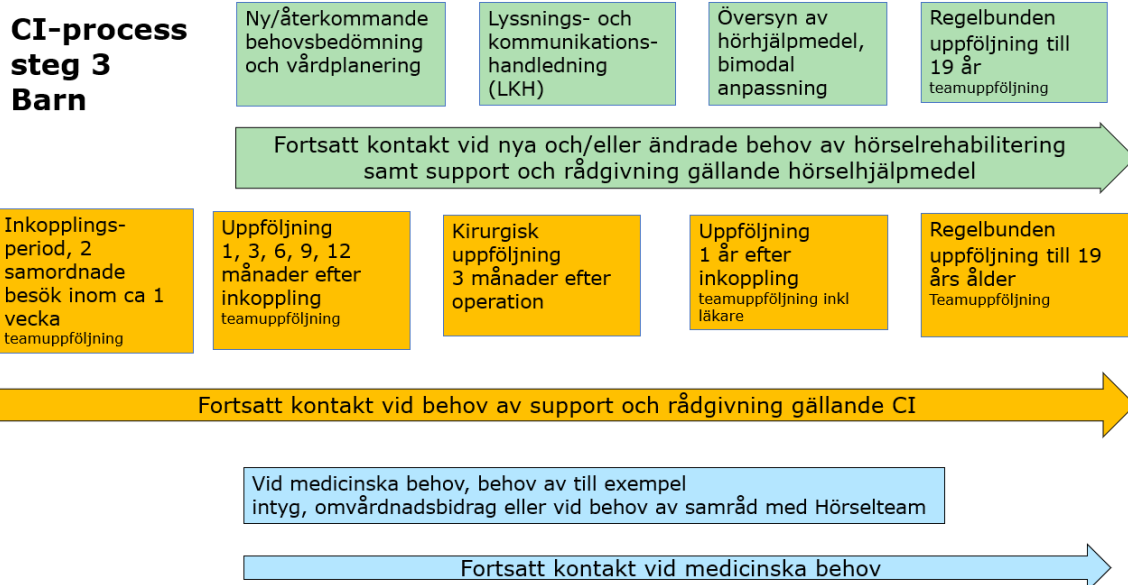 CI-process
steg 3
Barn
Ny/återkommande
behovsbedömning
och vårdplanering
Lyssnings- och
kommunikations-
handledning
(LKH)
Översyn av
hörhjälpmedel,
bimodal
anpassning
Regelbunden
uppföljning till
19 år
teamuppföljning
Fortsatt kontakt vid nya och/eller ändrade behov av hörselrehabilitering
samt support och rådgivning gällande hörselhjälpmedel
Inkopplings-
period, 2
samordnade
besök inom ca 1
vecka
teamuppföljning
Uppföljning
1, 3, 6, 9, 12
månader efter
inkoppling
teamuppföljning
Kirurgisk
uppföljning
3 månader efter
operation
Uppföljning
1 år efter
inkoppling
teamuppföljning inkl
läkare
Regelbunden
uppföljning till 19
års ålder
Teamuppföljning
Fortsatt kontakt vid behov av support och rådgivning gällande CI
Vid medicinska behov, behov av till exempel
intyg, omvårdnadsbidrag eller vid behov av samråd med Hörselteam
Fortsatt kontakt vid medicinska behov